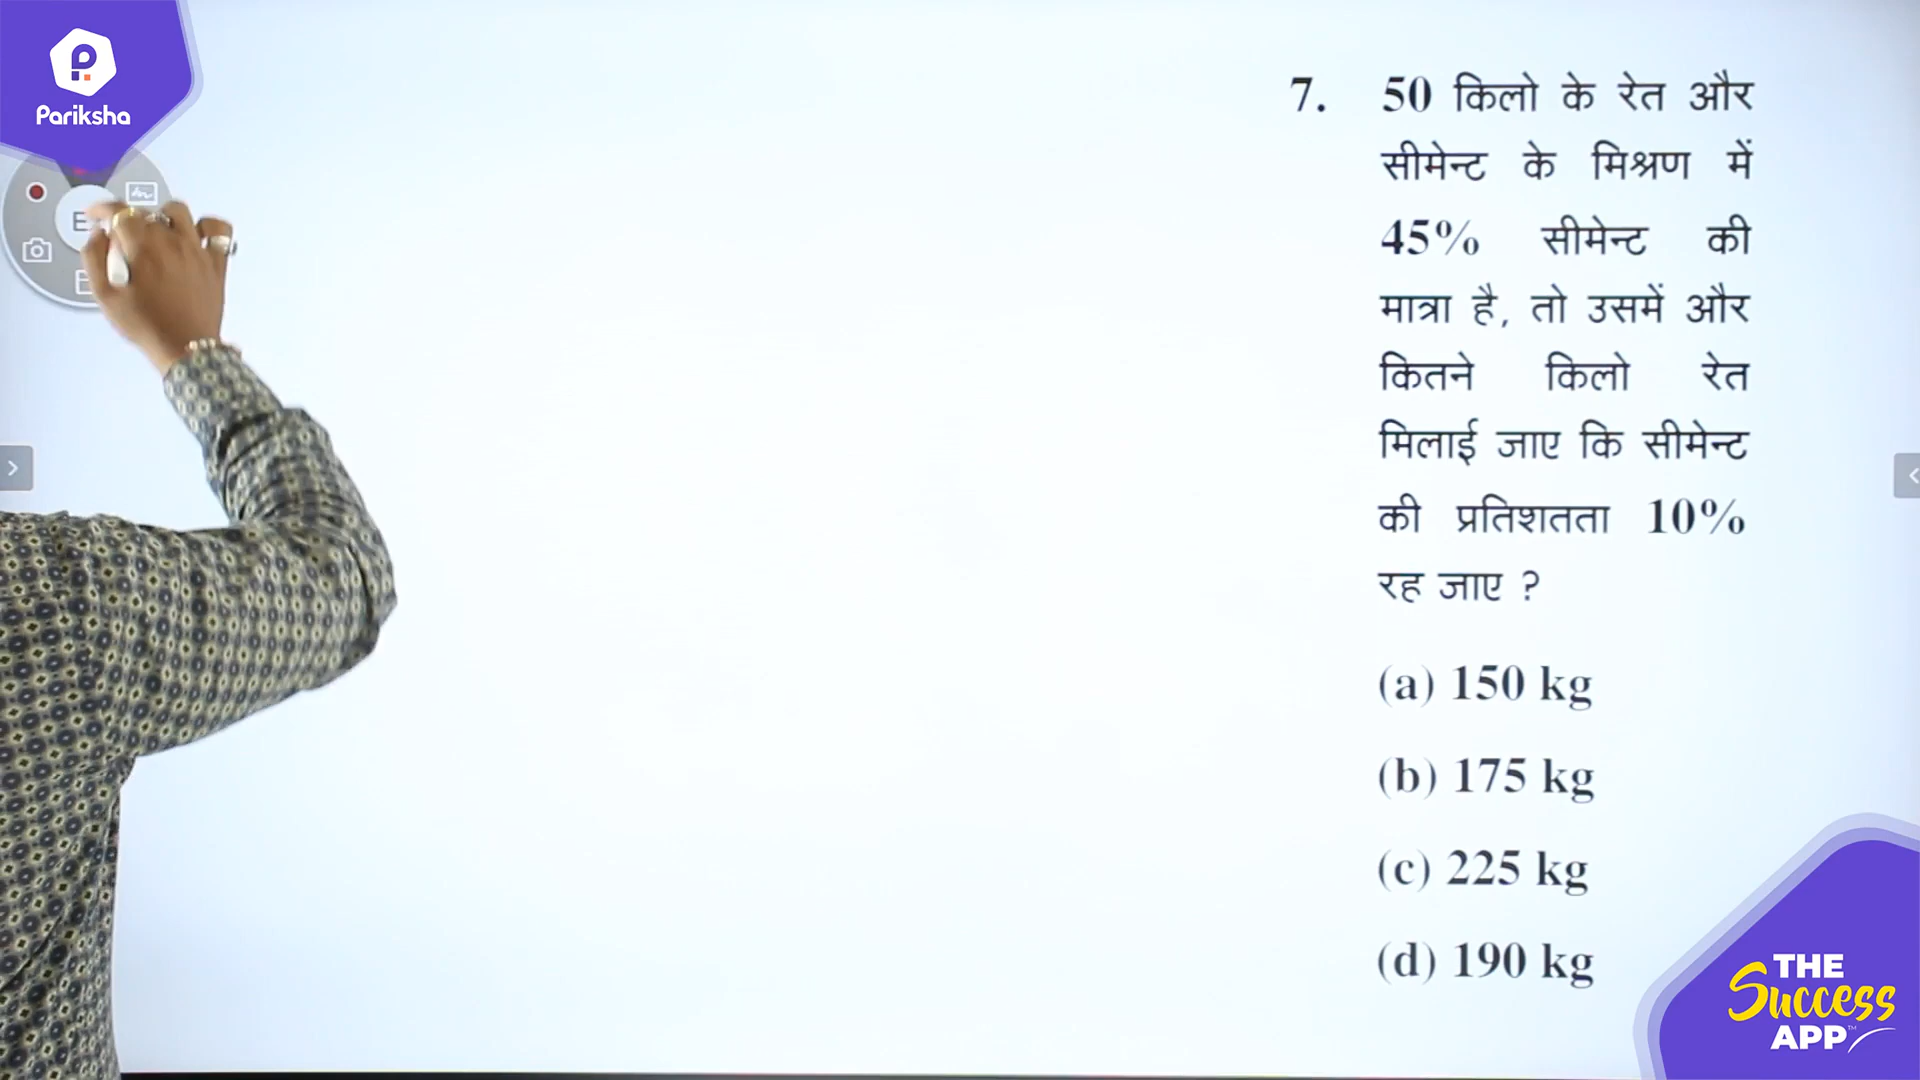 Pariksha
7. 50 किलो के रेत और
सीमेन्ट के मिश्रण में
45% सीमेन्ट की
मात्रा है, तो उसमें और
कितने किलो रेत
मिलाई जाए कि सीमेन्ट
की प्रतिशतता 10%
रह जाए ?
(a) 150 kg
(b) 175 kg
(c) 225 kg
(d) 190 kg
THE
Success
APP™